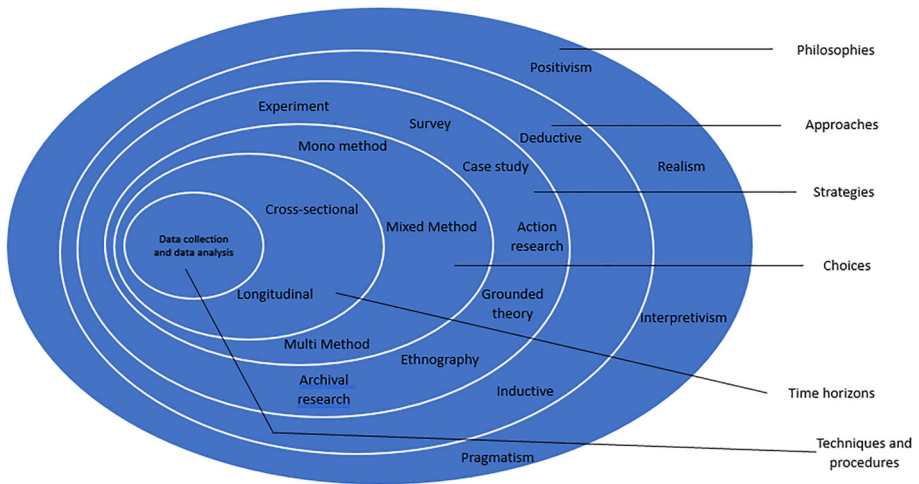 Philosophies
Positivism
Experiment
Survey
Approaches
Deductive
Mono method
Case study
Realism
Strategies
Cross-sectional
Mixed Method
Action
research
Data collection
and data analysis
Choices
Longitudinal
Grounded
theory
Interpretivism
Multi Method
Ethnography
Archival
research
Inductive
Time horizons
Pragmatism
Techniques and
procedures